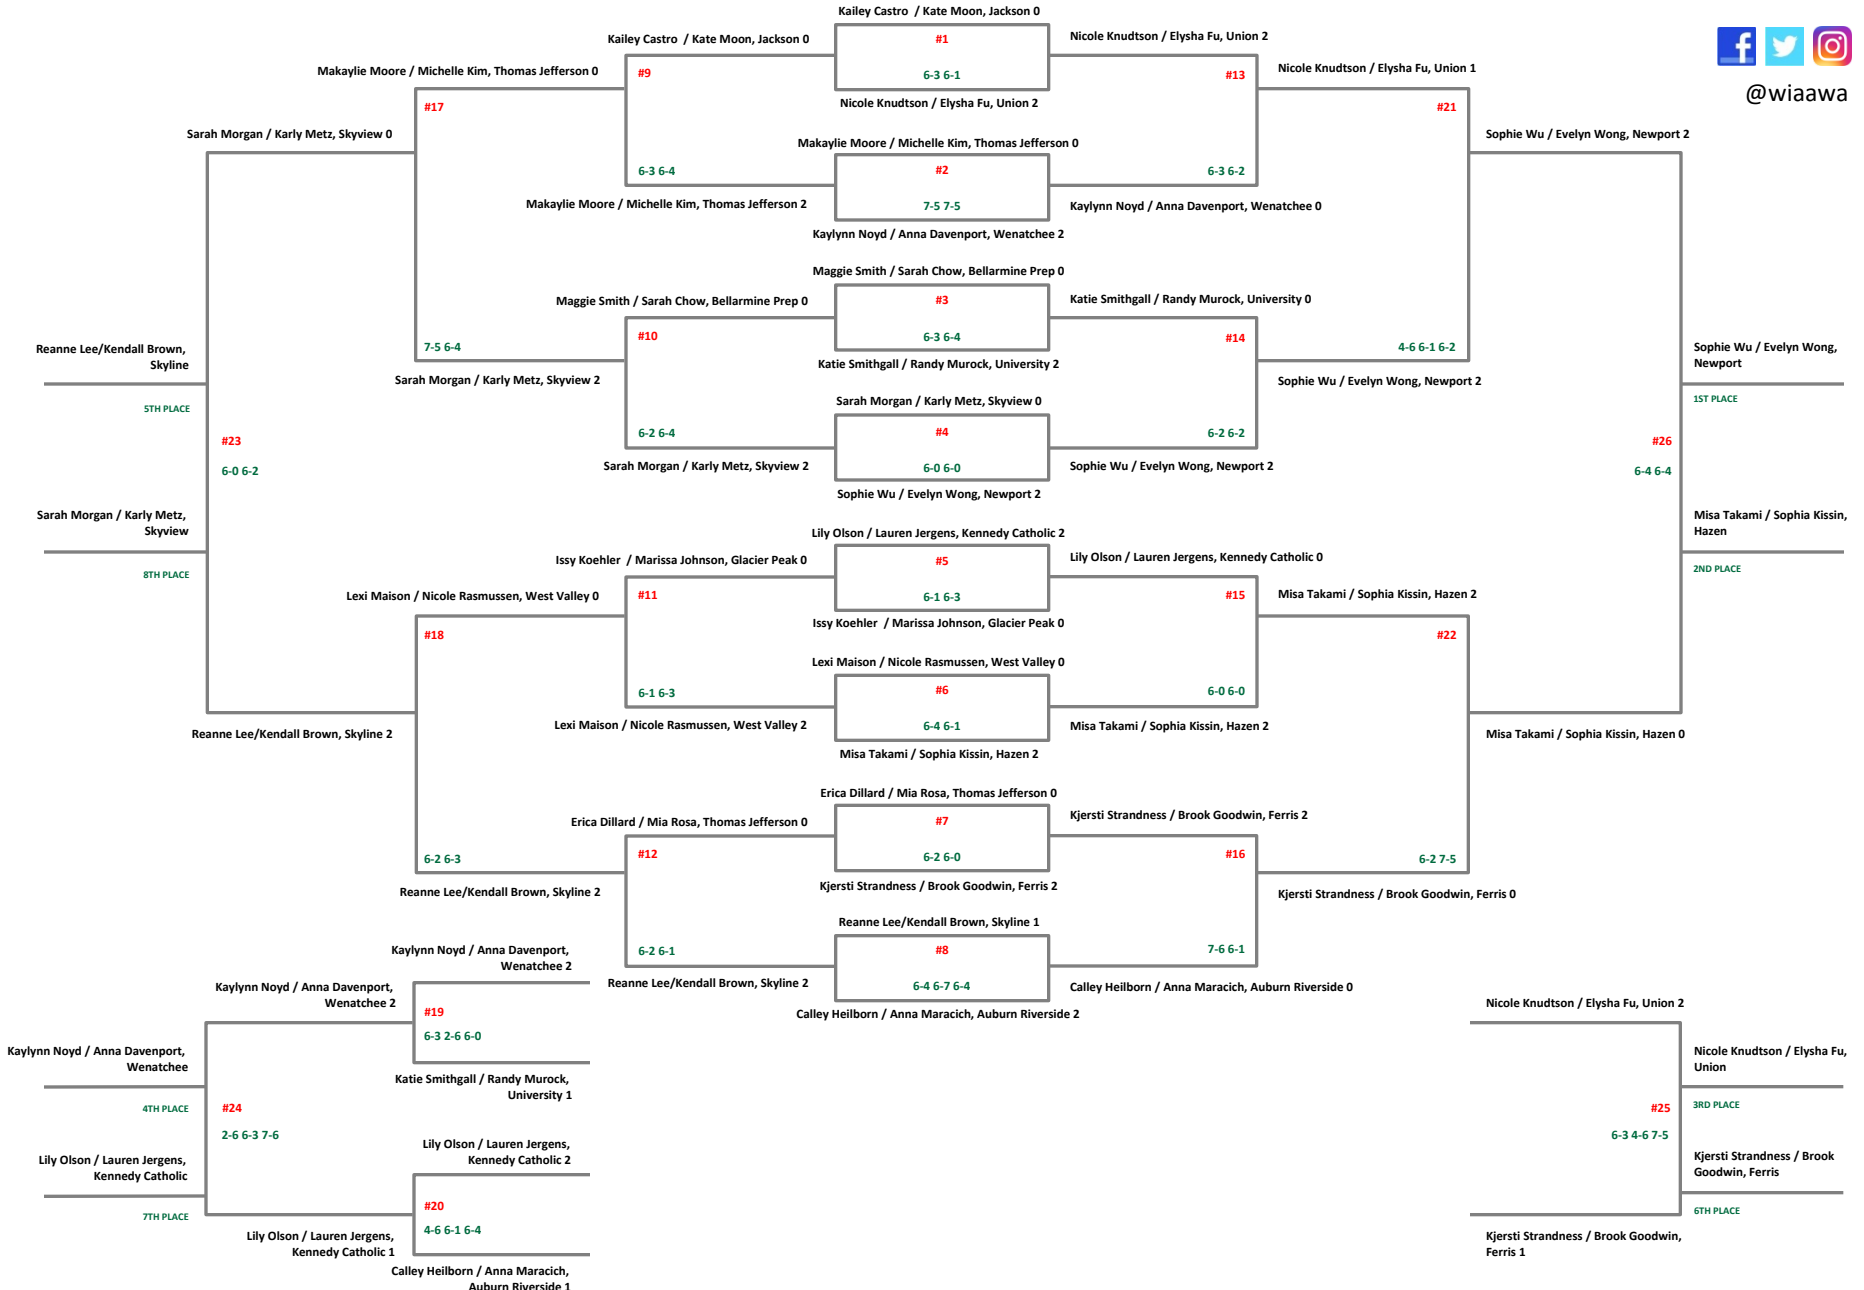 Kailey Castro / Kate Moon, Jackson 0
Kailey Castro / Kate Moon, Jackson 0
#1
Nicole Knudtson / Elysha Fu, Union 2
Makaylie Moore / Michelle Kim, Thomas Jefferson 0
#9
6-3 6-1
#13
Nicole Knudtson / Elysha Fu, Union 1
@wiaawa
#17
Nicole Knudtson / Elysha Fu, Union 2
#21
Sarah Morgan / Karly Metz, Skyview 0
Makaylie Moore / Michelle Kim, Thomas Jefferson 0
Sophie Wu / Evelyn Wong, Newport 2
6-3 6-4
#2
6-3 6-2
Makaylie Moore / Michelle Kim, Thomas Jefferson 2
7-5 7-5
Kaylynn Noyd / Anna Davenport, Wenatchee 0
Kaylynn Noyd / Anna Davenport, Wenatchee 2
Maggie Smith / Sarah Chow, Bellarmine Prep 0
Maggie Smith / Sarah Chow, Bellarmine Prep 0
#3
Katie Smithgall / Randy Murock, University 0
#10
6-3 6-4
#14
Reanne Lee/Kendall Brown,
Skyline
7-5 6-4
4-6 6-1 6-2
Sophie Wu / Evelyn Wong,
Newport
Katie Smithgall / Randy Murock, University 2
Sarah Morgan / Karly Metz, Skyview 2
Sophie Wu / Evelyn Wong, Newport 2
5TH PLACE
Sarah Morgan / Karly Metz, Skyview 0
1ST PLACE
#23
6-2 6-4
#4
6-2 6-2
#26
6-0 6-2
Sarah Morgan / Karly Metz, Skyview 2
6-0 6-0
Sophie Wu / Evelyn Wong, Newport 2
6-4 6-4
Sophie Wu / Evelyn Wong, Newport 2
Sarah Morgan / Karly Metz,
Skyview
Misa Takami / Sophia Kissin,
Hazen
Lily Olson / Lauren Jergens, Kennedy Catholic 2
Issy Koehler / Marissa Johnson, Glacier Peak 0
#5
Lily Olson / Lauren Jergens, Kennedy Catholic 0
8TH PLACE
2ND PLACE
Lexi Maison / Nicole Rasmussen, West Valley 0
#11
6-1 6-3
#15
Misa Takami / Sophia Kissin, Hazen 2
#18
Issy Koehler / Marissa Johnson, Glacier Peak 0
#22
Lexi Maison / Nicole Rasmussen, West Valley 0
6-1 6-3
#6
6-0 6-0
Reanne Lee/Kendall Brown, Skyline 2
Lexi Maison / Nicole Rasmussen, West Valley 2
6-4 6-1
Misa Takami / Sophia Kissin, Hazen 2
Misa Takami / Sophia Kissin, Hazen 0
Misa Takami / Sophia Kissin, Hazen 2
Erica Dillard / Mia Rosa, Thomas Jefferson 0
Erica Dillard / Mia Rosa, Thomas Jefferson 0
#7
Kjersti Strandness / Brook Goodwin, Ferris 2
6-2 6-3
#12
6-2 6-0
#16
6-2 7-5
Reanne Lee/Kendall Brown, Skyline 2
Kjersti Strandness / Brook Goodwin, Ferris 2
Kjersti Strandness / Brook Goodwin, Ferris 0
Reanne Lee/Kendall Brown, Skyline 1
Kaylynn Noyd / Anna Davenport,
Wenatchee 2
6-2 6-1
#8
7-6 6-1
Kaylynn Noyd / Anna Davenport,
Wenatchee 2
Reanne Lee/Kendall Brown, Skyline 2
6-4 6-7 6-4
Calley Heilborn / Anna Maracich, Auburn Riverside 0
Nicole Knudtson / Elysha Fu, Union 2
#19
Calley Heilborn / Anna Maracich, Auburn Riverside 2
6-3 2-6 6-0
Kaylynn Noyd / Anna Davenport,
Wenatchee
Nicole Knudtson / Elysha Fu,
Union
Katie Smithgall / Randy Murock,
University 1
4TH PLACE
#24
#25
3RD PLACE
2-6 6-3 7-6
6-3 4-6 7-5
Lily Olson / Lauren Jergens,
Kennedy Catholic
Lily Olson / Lauren Jergens,
Kennedy Catholic 2
Kjersti Strandness / Brook
Goodwin, Ferris
7TH PLACE
#20
6TH PLACE
4-6 6-1 6-4
Lily Olson / Lauren Jergens,
Kennedy Catholic 1
Kjersti Strandness / Brook Goodwin,
Ferris 1
Calley Heilborn / Anna Maracich,
Auburn Riverside 1